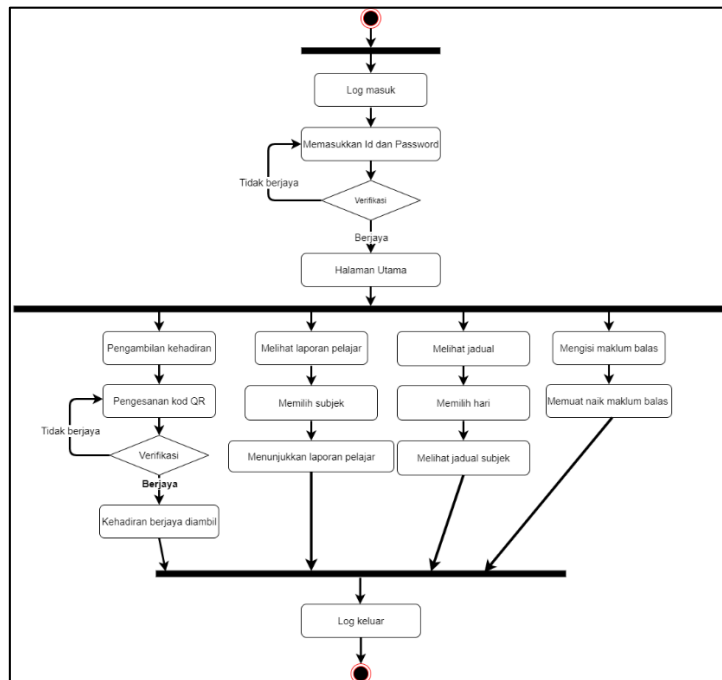 Log masuk
Memasukkan Id dan Password
Tidak berjaya
Verifikasi
Berjaya
Halaman Utama
Pengambilan kehadiran
Melihat laporan pelajar
Melihat jadual
Mengisi maklum balas
Pengesanan kod QR
Memilih subjek
Memilih hari
Memuat naik maklum balas
Tidak berjaya
Verifikasi
Menunjukkan laporan pelajar
Melihat jadual subjek
Berjaya
Kehadiran berjaya diambil
Log keluar